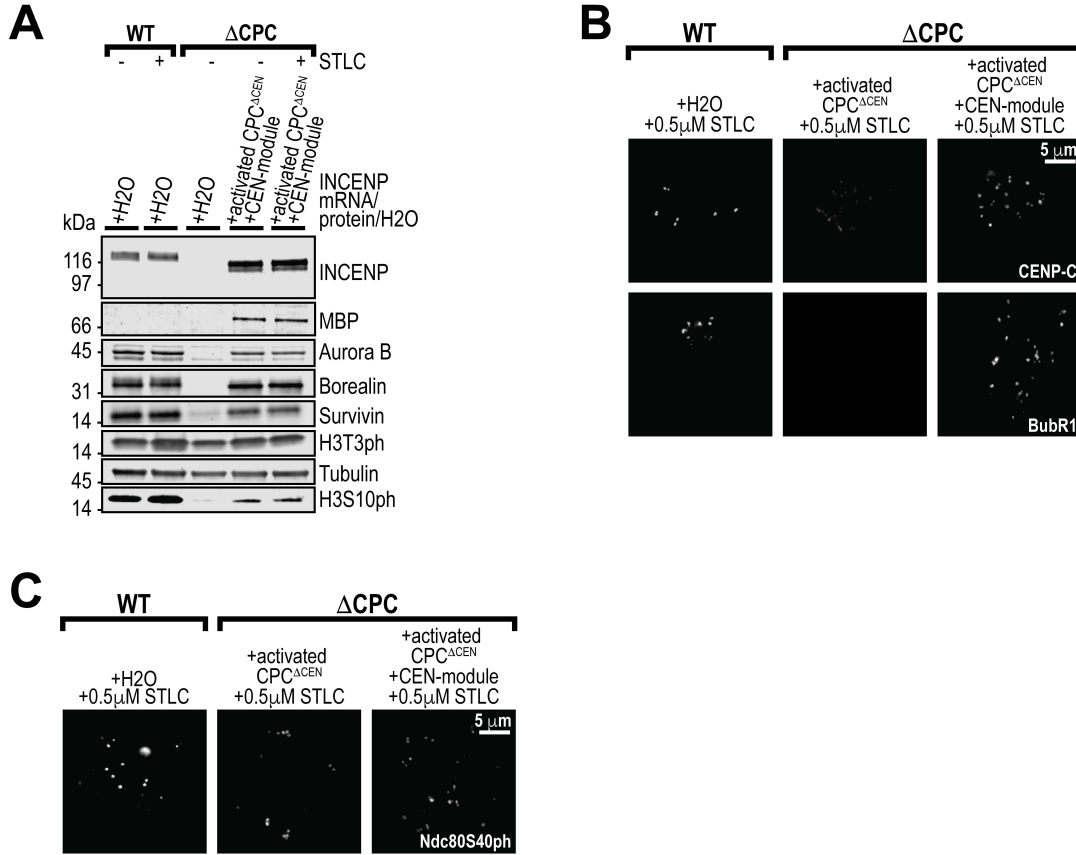 A
WT
ΔCPC
- + - - + STLC
+H2O
+H2O
+H2O
+activated CPCΔCEN
+CEN-module
+activated CPCΔCEN
+CEN-module
INCENP
mRNA/
protein/H2O
kDa
116
97
INCENP
66
MBP
45
Aurora B
31
Borealin
14
Survivin
14
H3T3ph
45
Tubulin
14
H3S10ph
B
WT
ΔCPC
+H2O
+0.5μM STLC
+activated
CPCΔCEN
+0.5μM STLC
+activated
CPCΔCEN
+CEN-module
+0.5μM STLC
5 μm
CENP-C
BubR1
C
WT
ΔCPC
+H2O
+0.5μM STLC
+activated
CPCΔCEN
+0.5μM STLC
+activated
CPCΔCEN
+CEN-module
+0.5μM STLC
5 μm
Ndc80S40ph